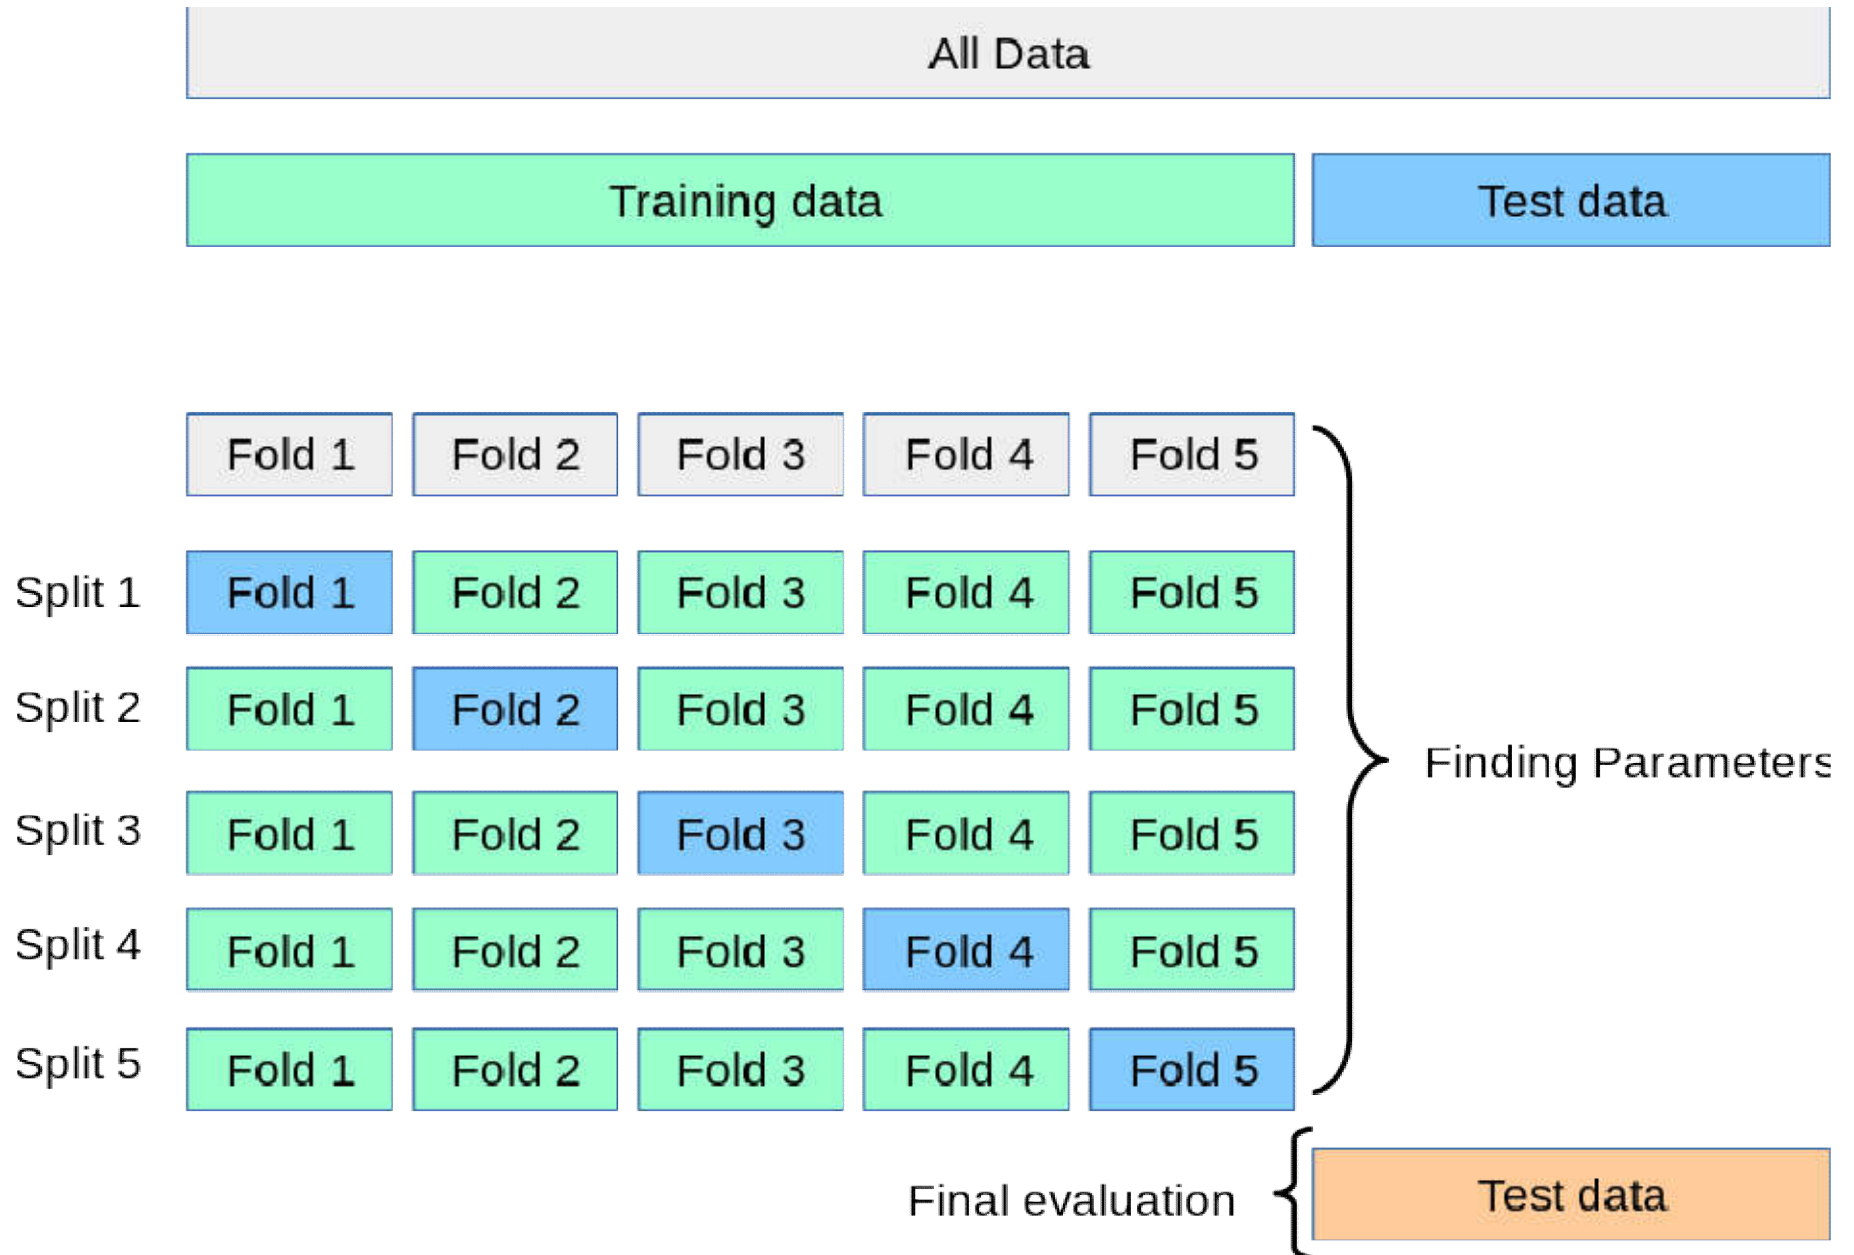 All Data
Training data Test data
Fold 1 Fold 2 Fold 3 Fold 4 Fold 5
Split 1 Fold 1 Fold 2 Fold 3 Fold 4 Fold 5
Split 2 Fold 1 Fold 2 Fold 3 Fold 4 Fold 5
Finding Parameters
Split 3 Fold 1 Fold 2 Fold 3 Fold 4 Fold 5
Split 4 Fold 1 Fold 2 Fold 3 Fold 4 Fold 5
Split 5 Fold 1 Fold 2 Fold 3 Fold 4 Fold 5
Final evaluation Test data